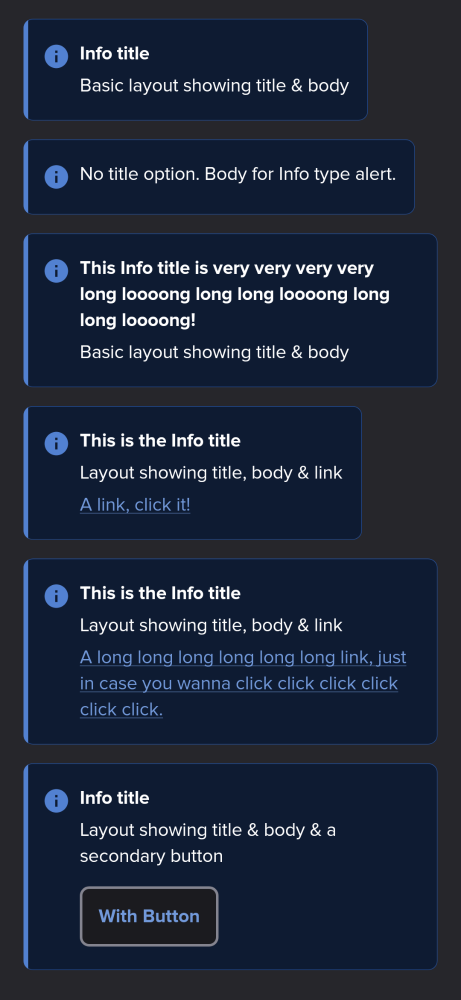 Info title
Basic layout showing title & body
No title option. Body for Info type alert.
This Info title is very very very very
long loooong long long loooong long
long loooong!
Basic layout showing title & body
This is the Info title
Layout showing title, body & link
A link, click it!
This is the Info title
Layout showing title, body & link
A long long long long long long link, just
in case you wanna click click click click
click click.
Info title
Layout showing title & body & a
secondary button
With Button